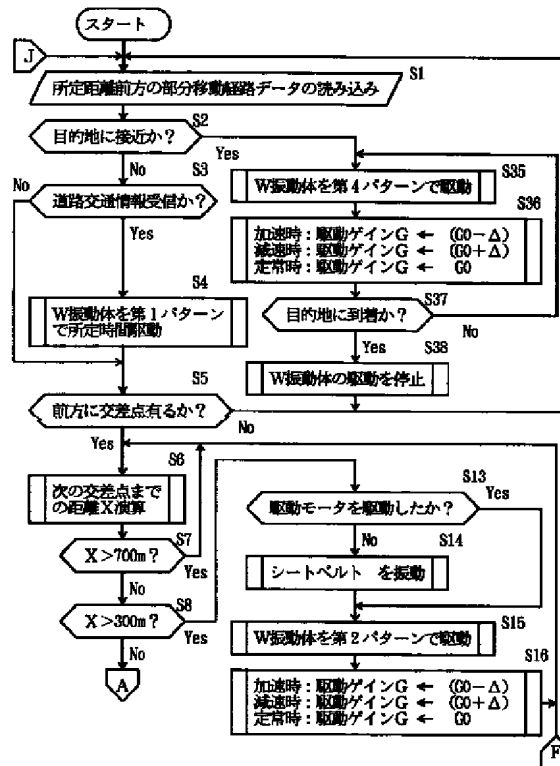 スタート
J
S1
所定距離前方の部分移動経路データの読み込み
S2
目的地に接近か?
Yes
No
S3
No
道路交通情報受信か?
Yes
S4
W振動体を第1パターン
で所定時間駆動
S35
W振動体を第4パターンで駆動
S36
加速時:駆動ゲインG ← (G0-Δ)
減速時:駆動ゲインG ← (G0+Δ)
定常時:駆動ゲインG ← G0
S37
目的地に到着か?
No
Yes
S38
W振動体の駆動を停止
S5
前方に交差点有るか?
No
Yes
S6
次の交差点まで
の距離X演算
S7
X>700m?
Yes
No
S8
X>300m?
Yes
No
A
S13
駆動モータを駆動したか?
Yes
No
S14
シートベルト を振動
S15
W振動体を第2パターンで駆動
S16
加速時:駆動ゲインG ← (G0-Δ)
減速時:駆動ゲインG ← (G0+Δ)
定常時:駆動ゲインG ← G0
F